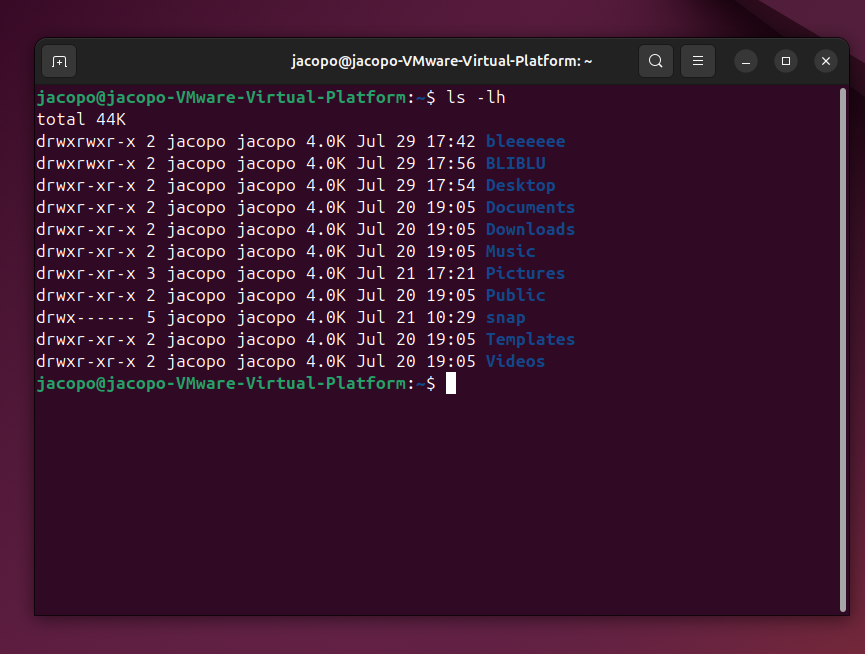 jacopo@jacopo-VMware-Virtual-Platform: ~
jacopo@jacopo-VMware-Virtual-Platform:~$ ls -lh
total 44K
drwxrwxr-x 2 jacopo jacopo 4.0K Jul 29 17:42 bleeeeee
drwxrwxr-x 2 jacopo jacopo 4.0K Jul 29 17:56 BLIBLU
drwxr-xr-x 2 jacopo jacopo 4.0K Jul 29 17:54 Desktop
drwxr-xr-x 2 jacopo jacopo 4.0K Jul 20 19:05 Documents
drwxr-xr-x 2 jacopo jacopo 4.0K Jul 20 19:05 Downloads
drwxr-xr-x 2 jacopo jacopo 4.0K Jul 20 19:05 Music
drwxr-xr-x 3 jacopo jacopo 4.0K Jul 21 17:21 Pictures
drwxr-xr-x 2 jacopo jacopo 4.0K Jul 20 19:05 Public
drwx------ 5 jacopo jacopo 4.0K Jul 21 10:29 snap
drwxr-xr-x 2 jacopo jacopo 4.0K Jul 20 19:05 Templates
drwxr-xr-x 2 jacopo jacopo 4.0K Jul 20 19:05 Videos
jacopo@jacopo-VMware-Virtual-Platform:~$